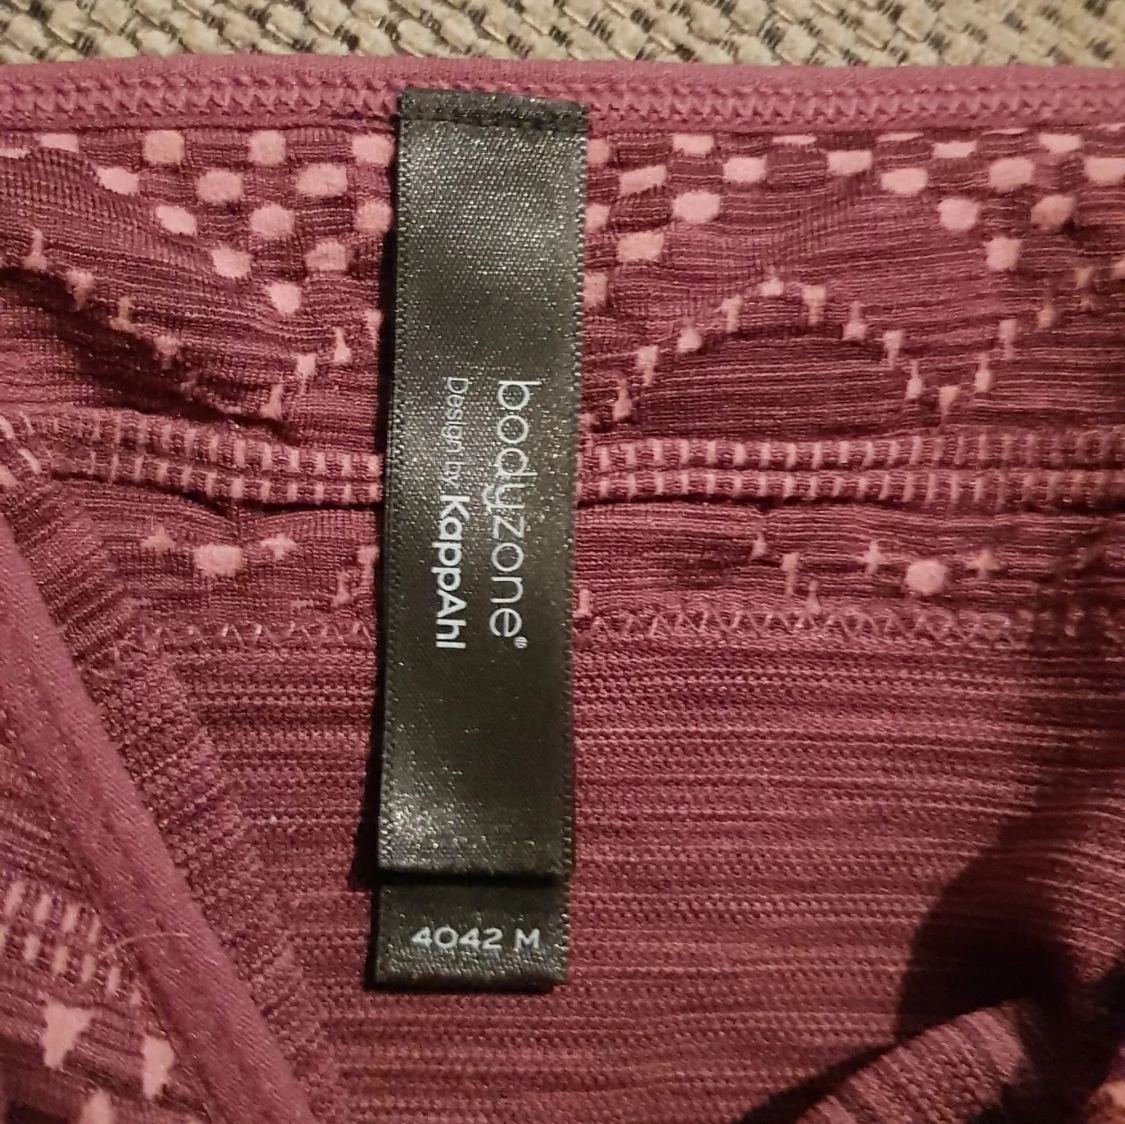 bodyzone®
Design by KappAhl
4042 M